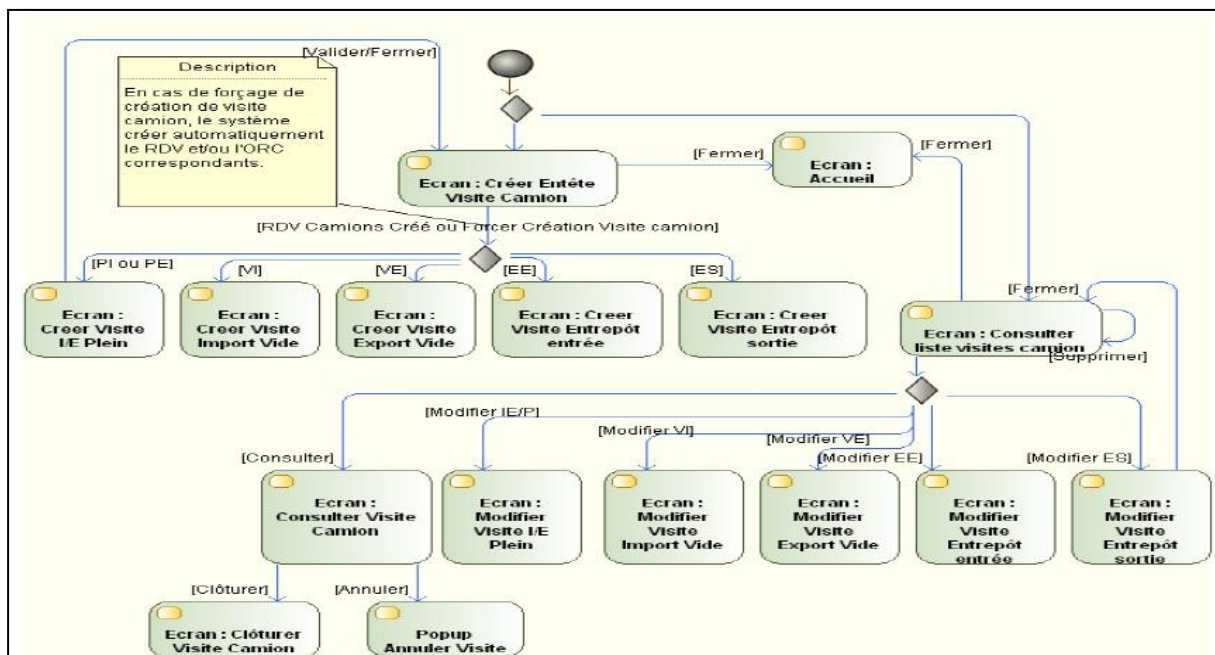 [Valider/Fermer]
Description
En cas de forçage de
création de visite
camion, le système
créer automatiquement
le RDV et/ou l'ORC
correspondants.
Ecran : Créer Entête
Visite Camion
[Fermer]
Ecran :
Accueil
[Fermer]
[RDV Camions Créé ou Forcer Création Visite camion]
[PI ou PE]
[VI]
[VE]
[EE]
[ES]
[Fermer]
Ecran :
Creer Visite
I/E Plein
Ecran :
Creer Visite
Import Vide
Ecran :
Creer Visite
Export Vide
Ecran : Creer
Visite Entrepôt
entrée
Ecran : Creer
Visite Entrepôt
sortie
Ecran : Consulter
liste visites camion
[Supprimer]
[Consulter]
[Modifier IE/P]
[Modifier VI]
[Modifier VE]
[Modifier EE]
[Modifier ES]
Ecran :
Consulter Visite
Camion
Ecran :
Modifier
Visite I/E
Plein
Ecran :
Modifier
Visite
Import Vide
Ecran :
Modifier
Visite
Export Vide
Ecran :
Modifier
Visite
Entrepôt
entrée
Ecran :
Modifier
Visite
Entrepôt
sortie
[Clôturer]
[Annuler]
Ecran : Clôturer
Visite Camion
Popup
Annuler Visite